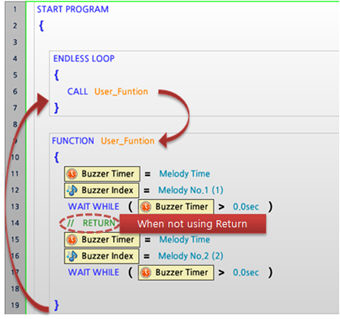 1 START PROGRAM
2 {
3
4 ENDLESS LOOP
5 {
6 CALL User_Funtion
7 }
8
9 FUNCTION User_Funtion
10 {
11 Buzzer Timer = Melody Time
12 Buzzer Index = Melody No.1 (1)
13 WAIT WHILE ( Buzzer Timer > 0.0sec )
14 // RETURN When not using Return
15 Buzzer Timer = Melody Time
16 Buzzer Index = Melody No.2 (2)
17 WAIT WHILE ( Buzzer Timer > 0.0sec )
18
19 }